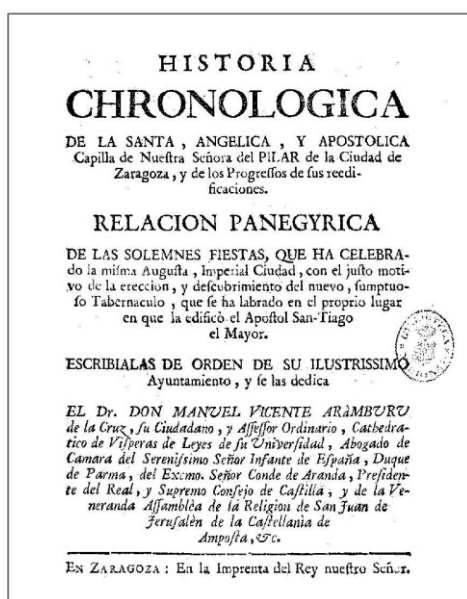 HISTORIA
CHRONOLOGICA
DE LA SANTA, ANGELICA, Y APOSTOLICA
Capilla de Nueſtra Señora del PILAR de la Ciudad de
Zaragoza, y de los Progreſſos de ſus reedi-
ficaciones.
RELACION PANEGYRICA
DE LAS SOLEMNES FIESTAS, QUE HA CELEBRA-
do la miſma Auguſta, Imperial Ciudad, con el juſto moti-
vo de la ereccion, y deſcubrimiento del nuevo, ſumptuo-
ſo Tabernaculo, que ſe ha labrado en el proprio lugar
en que la edificò el Apoſtol San-Tiago
el Mayor.
ESCRIBIALAS DE ORDEN DE SU ILUSTRISSIMO
Ayuntamiento, y ſe las dedica
EL Dr. DON MANUEL VICENTE ARAMBURU
de la Cruz, ſu Ciudadano, y Aſſeſſor Ordinario, Cathedra-
tico de Viſperas de Leyes de ſu Univerſidad, Abogado de
Camara del Sereniſſimo Señor Infante de Eſpaña, Duque
de Parma, del Excmo. Señor Conde de Aranda, Preſiden-
te del Real, y Supremo Conſejo de Caſtilla, y de la Ve-
neranda Aſſamblèa de la Religion de San Juan de
Jeruſalèn de la Caſtellania de
Ampoſta, &c.
EN ZARAGOZA: En la Imprenta del Rey nueſtro Señor.